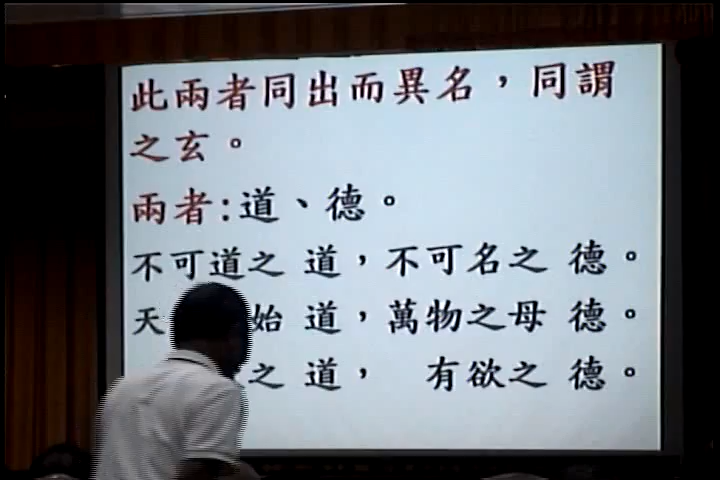 此兩者同出而異名，同謂
之玄。
兩者:道、德。
不可道之 道，不可名之 德。
天 始 道，萬物之母 德。
之 道， 有欲之 德。